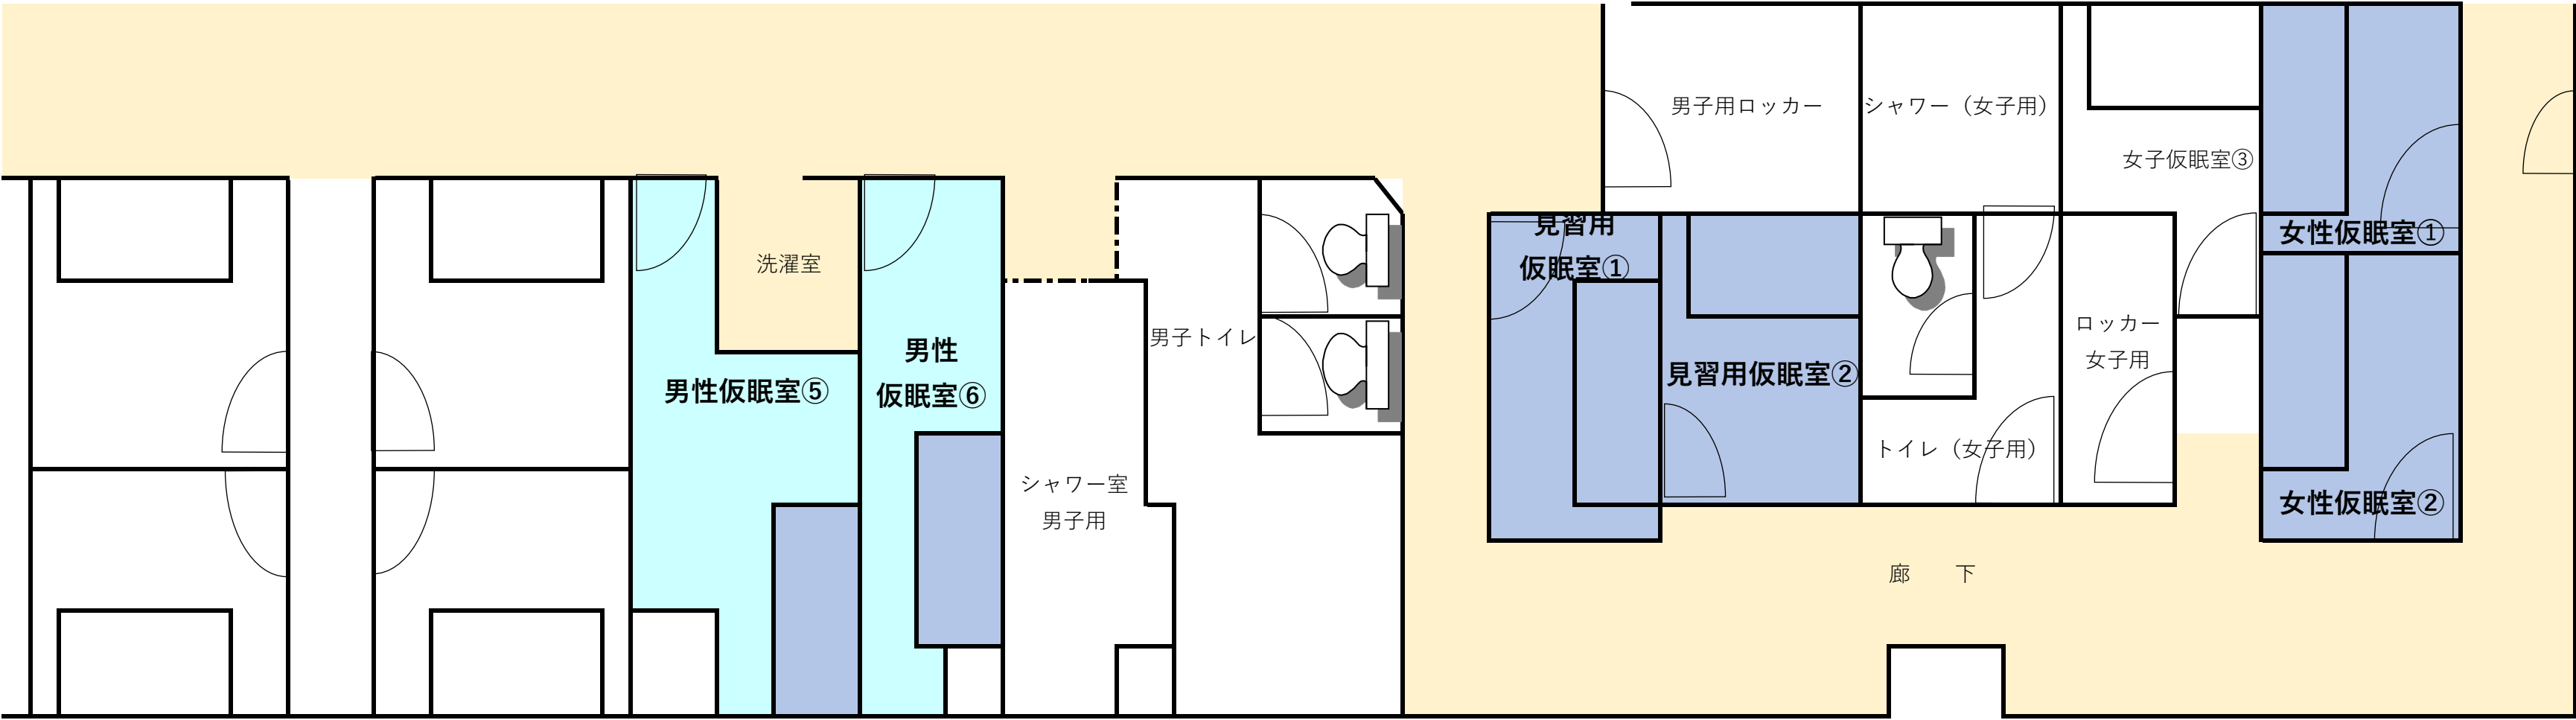 男子用ロッカー
シャワー（女子用）
女子仮眠室③
見習用
仮眠室①
女性仮眠室①
洗濯室
男子トイレ
男性
仮眠室⑥
男性仮眠室⑤
見習用仮眠室②
ロッカー
女子用
トイレ（女子用）
シャワー室
男子用
女性仮眠室②
廊　下